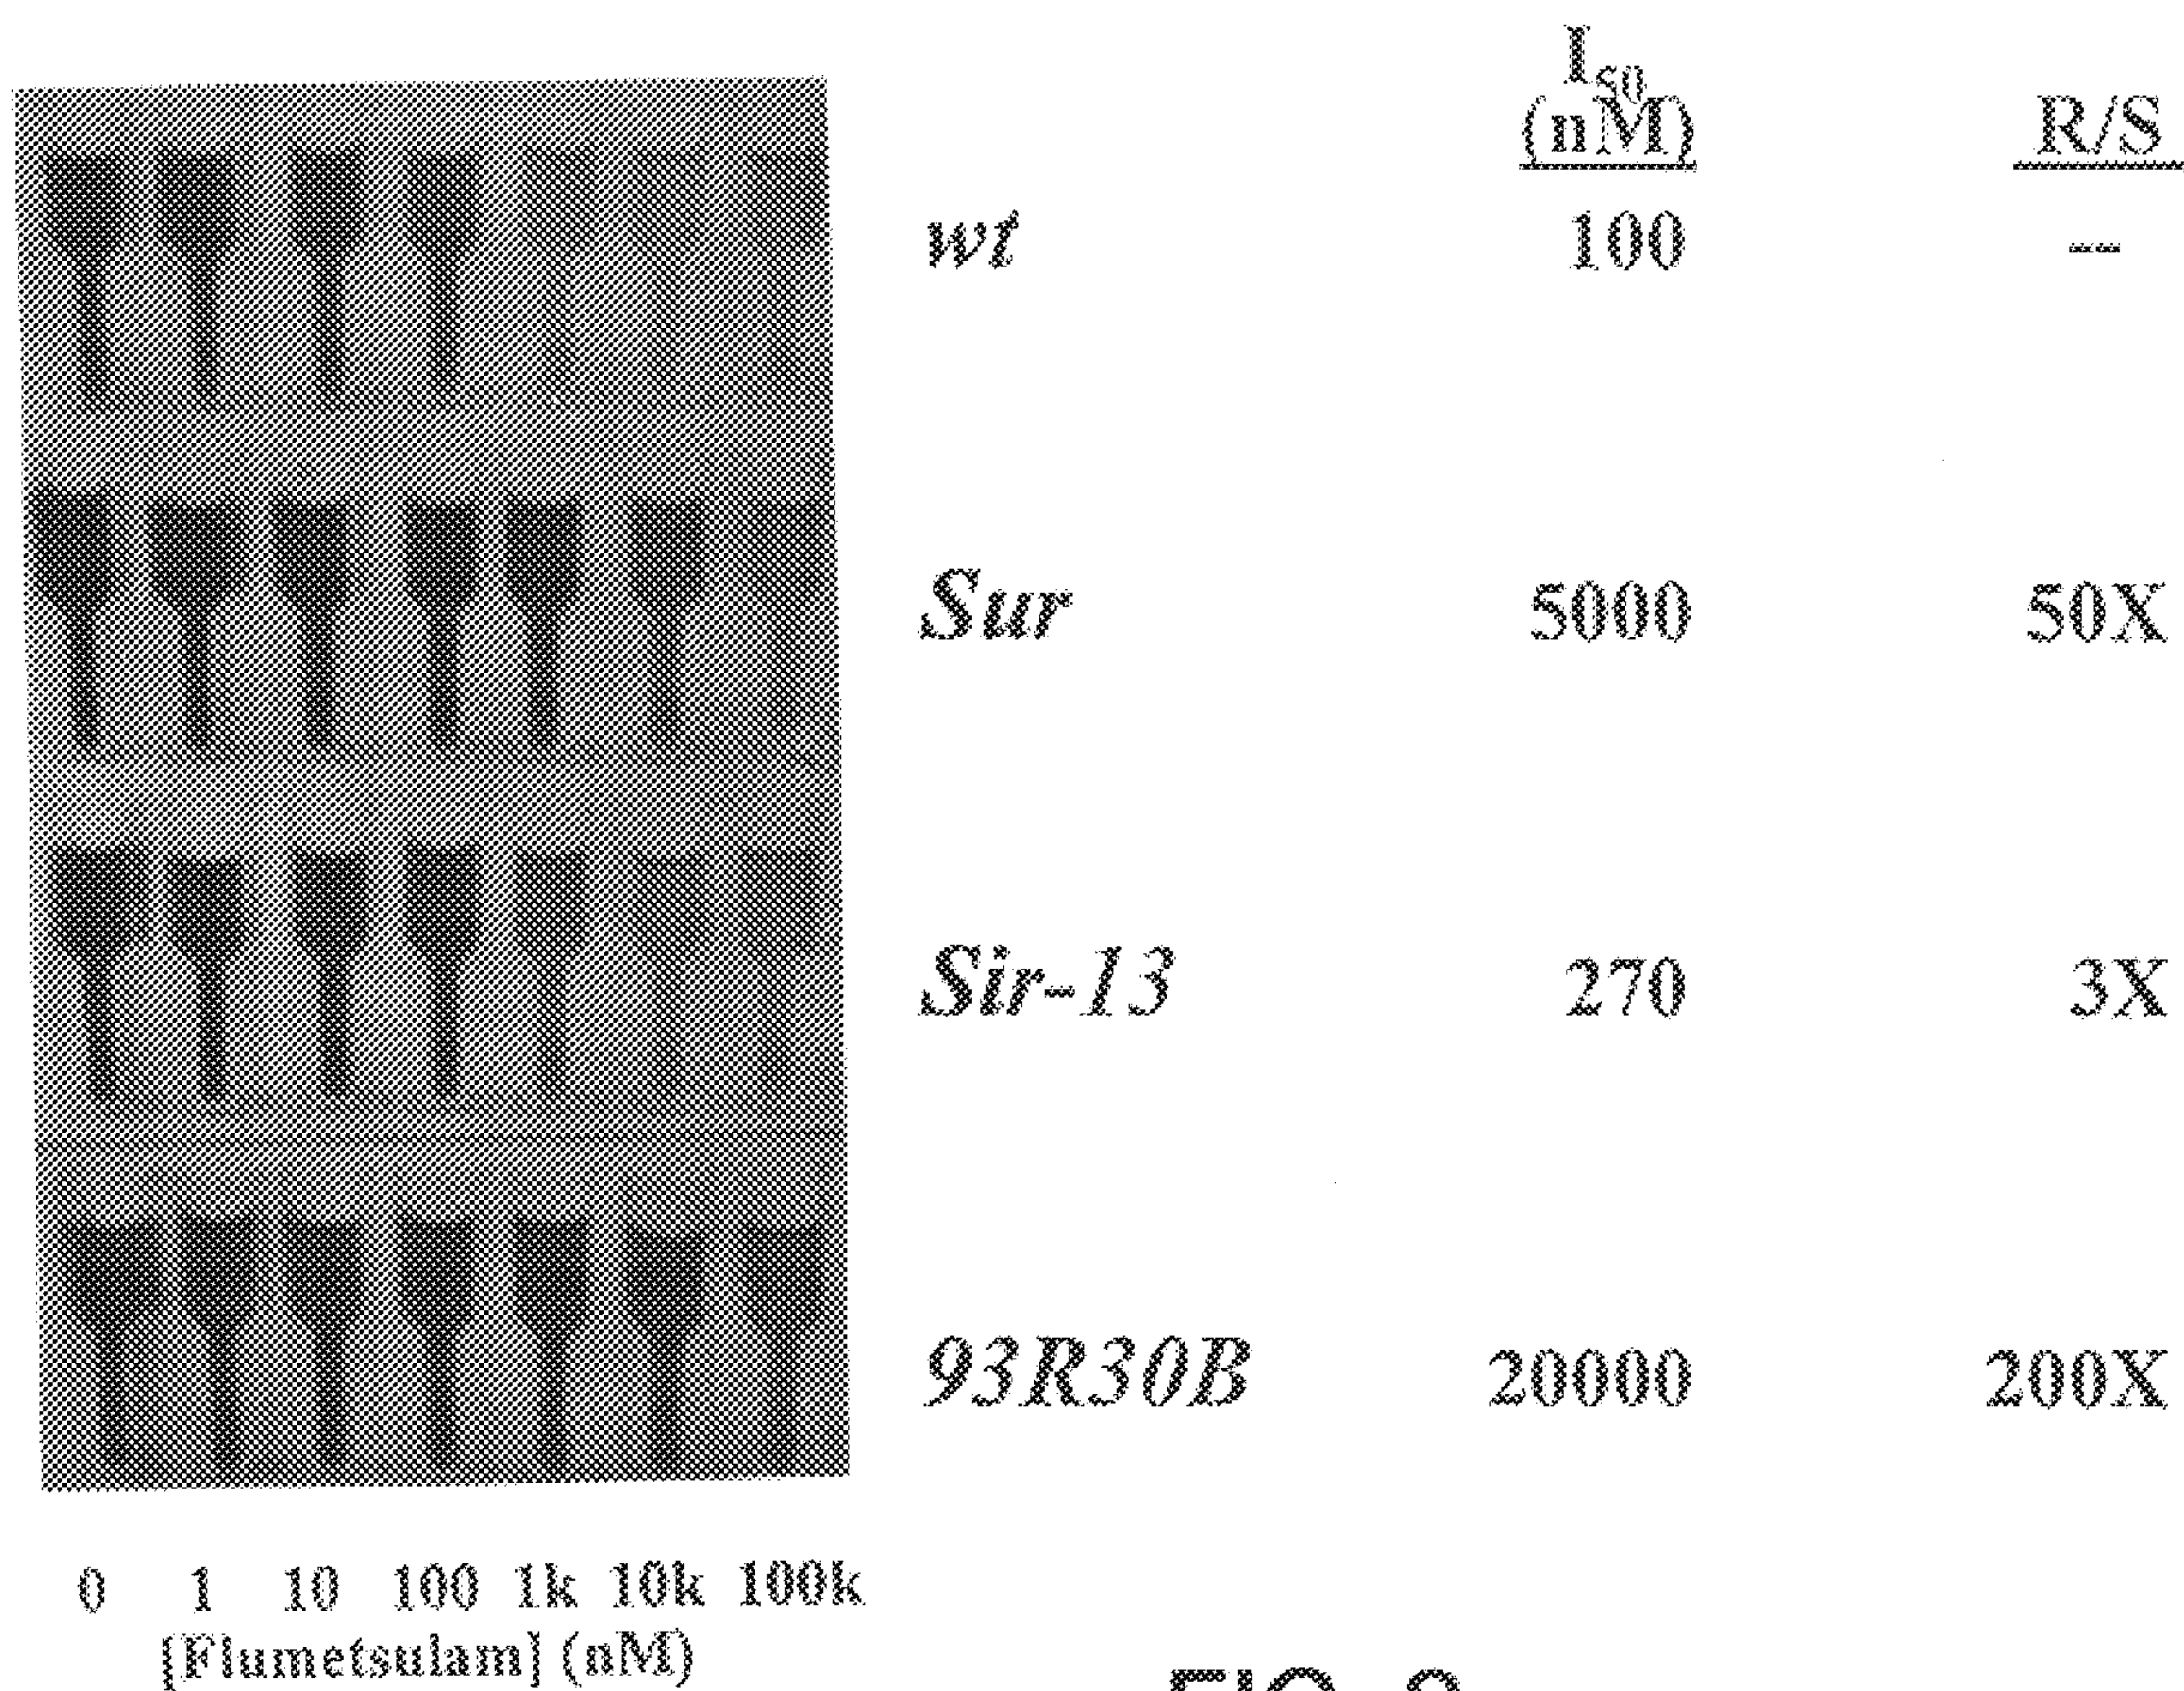 I50
(nM) R/S
wt 100 --
Sur 5000 50X
Sir-13 270 3X
93R30B 20000 200X
0 1 10 100 1k 10k 100k
[Flumetsulam] (nM)
FIG.